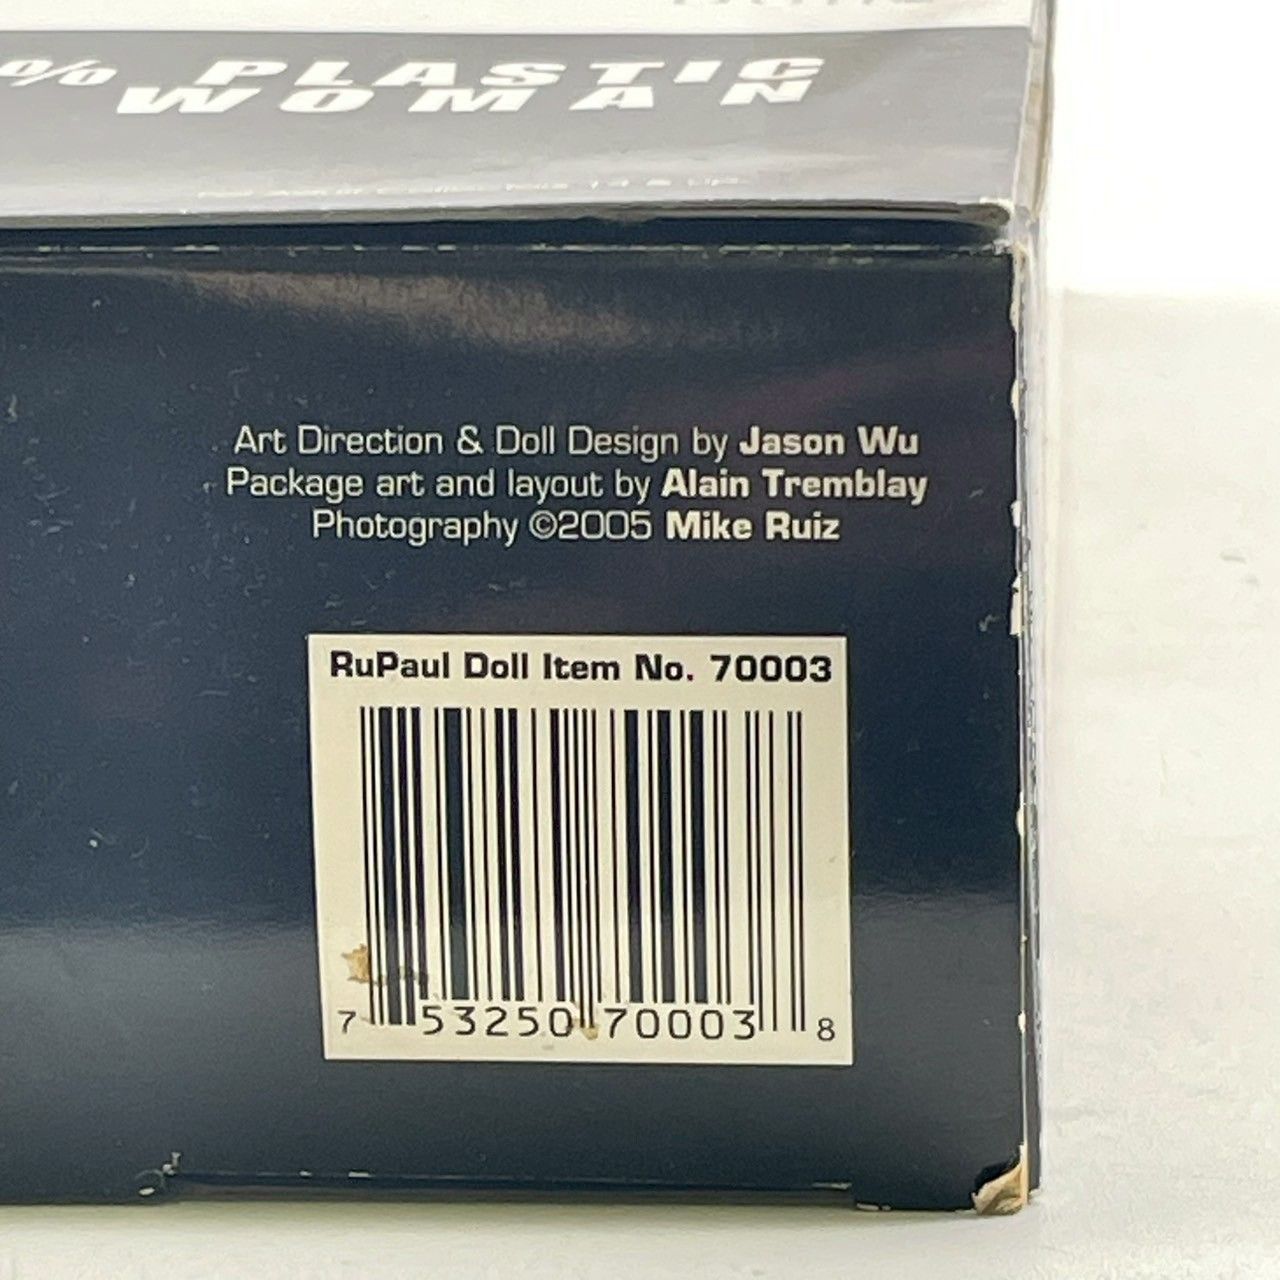 % PLASTIC
WOMAN
Art Direction & Doll Design by Jason Wu
Package art and layout by Alain Tremblay
Photography ©2005 Mike Ruiz
RuPaul Doll Item No. 70003
7 53250 70003 8